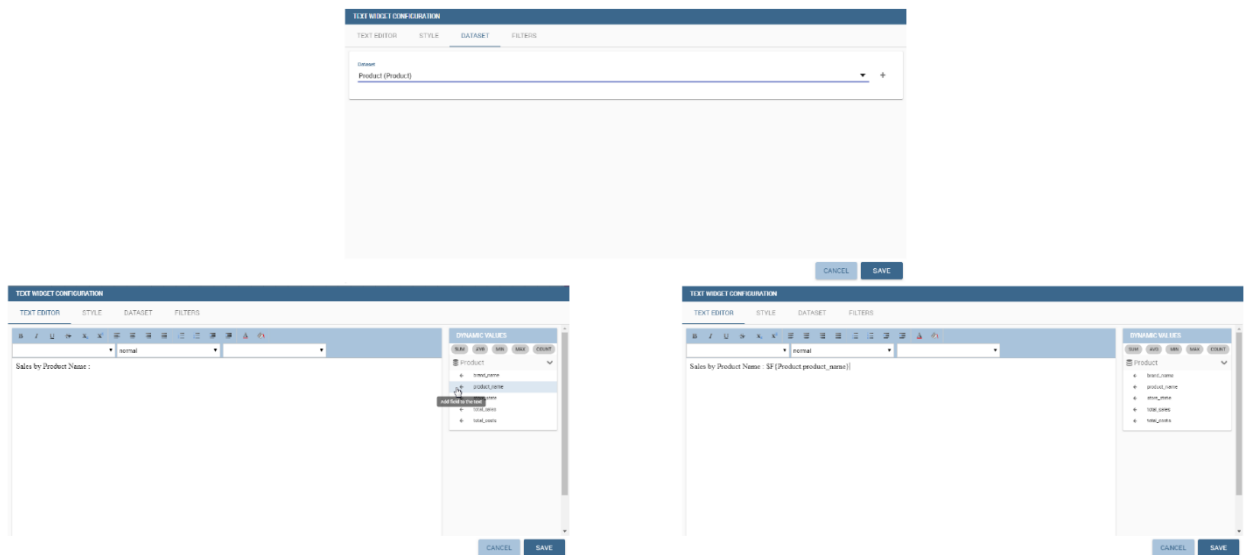 TEXT WIDGET CONFIGURATION
TEXT EDITOR STYLE DATASET FILTERS
Dataset
Product (Product)
CANCEL SAVE
TEXT WIDGET CONFIGURATION
TEXT EDITOR STYLE DATASET FILTERS
normal
Sales by Product Name :
DYNAMIC VALUES
SUM AVG MIN MAX COUNT
Product
brand_name
product_name
Add field to the text
total_sales
total_costs
CANCEL SAVE
TEXT WIDGET CONFIGURATION
TEXT EDITOR STYLE DATASET FILTERS
normal
Sales by Product Name : $F{Product.product_name}
DYNAMIC VALUES
SUM AVG MIN MAX COUNT
Product
brand_name
product_name
total_sales
total_costs
CANCEL SAVE